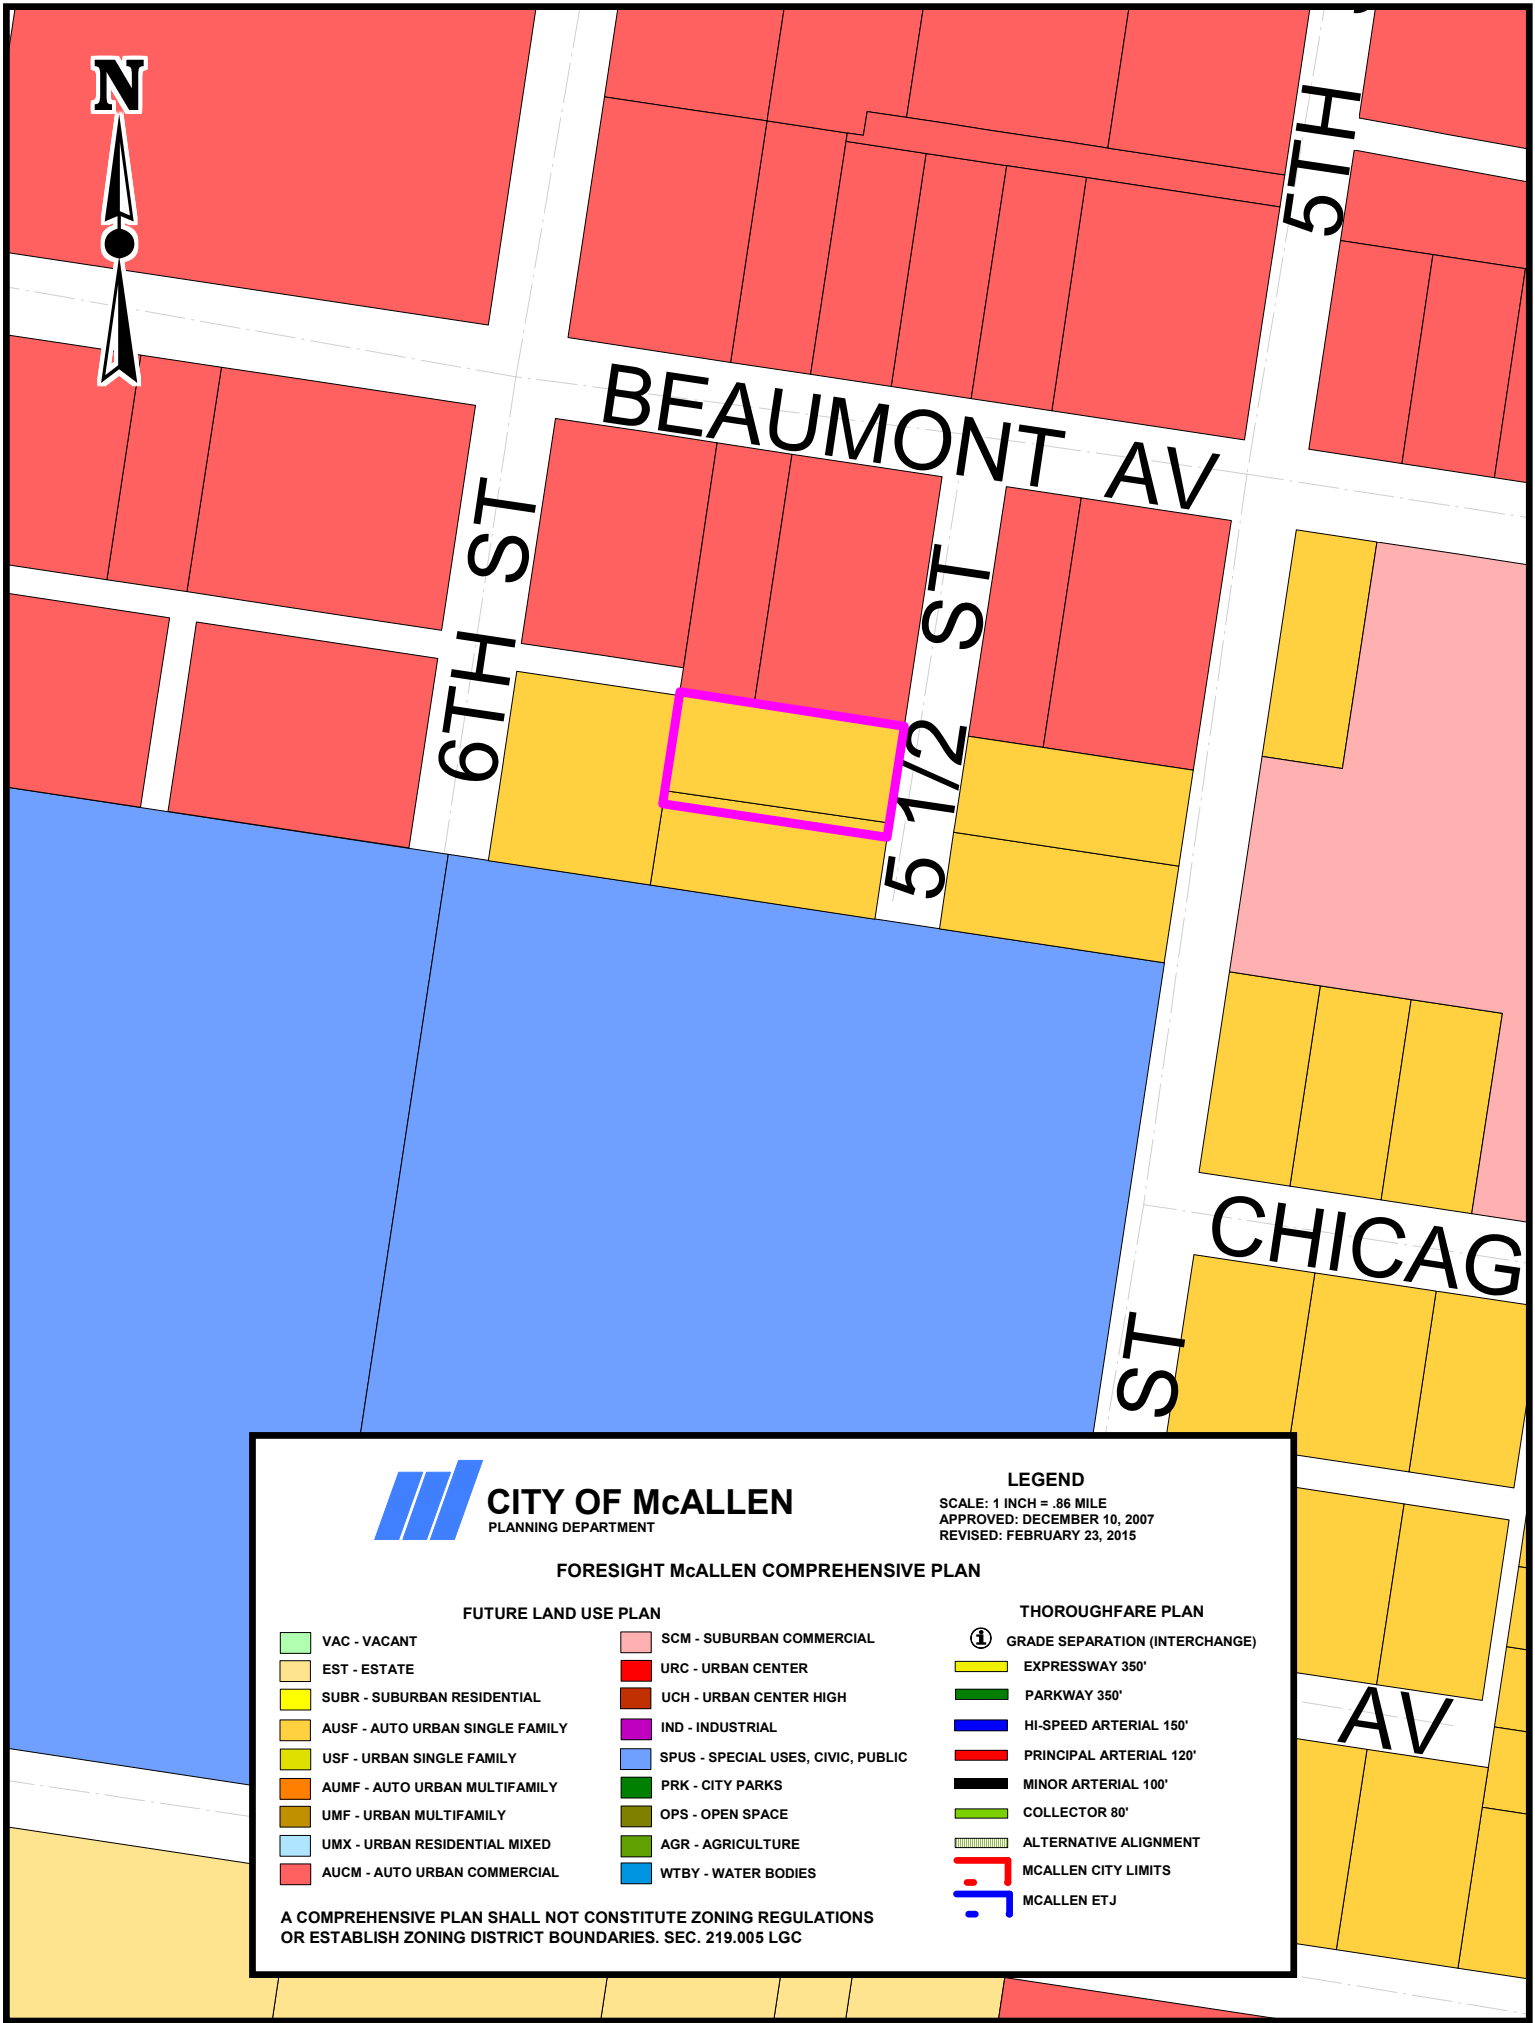 N
5TH
BEAUMONT AV
6TH ST
5 1/2 ST
CHICAG
ST
AV
CITY OF McALLEN
PLANNING DEPARTMENT
LEGEND
SCALE: 1 INCH = .86 MILE
APPROVED: DECEMBER 10, 2007
REVISED: FEBRUARY 23, 2015
FORESIGHT McALLEN COMPREHENSIVE PLAN
FUTURE LAND USE PLAN
VAC - VACANT
EST - ESTATE
SUBR - SUBURBAN RESIDENTIAL
AUSF - AUTO URBAN SINGLE FAMILY
USF - URBAN SINGLE FAMILY
AUMF - AUTO URBAN MULTIFAMILY
UMF - URBAN MULTIFAMILY
UMX - URBAN RESIDENTIAL MIXED
AUCM - AUTO URBAN COMMERCIAL
SCM - SUBURBAN COMMERCIAL
URC - URBAN CENTER
UCH - URBAN CENTER HIGH
IND - INDUSTRIAL
SPUS - SPECIAL USES, CIVIC, PUBLIC
PRK - CITY PARKS
OPS - OPEN SPACE
AGR - AGRICULTURE
WTBY - WATER BODIES
THOROUGHFARE PLAN
GRADE SEPARATION (INTERCHANGE)
EXPRESSWAY 350'
PARKWAY 350'
HI-SPEED ARTERIAL 150'
PRINCIPAL ARTERIAL 120'
MINOR ARTERIAL 100'
COLLECTOR 80'
ALTERNATIVE ALIGNMENT
MCALLEN CITY LIMITS
MCALLEN ETJ
A COMPREHENSIVE PLAN SHALL NOT CONSTITUTE ZONING REGULATIONS
OR ESTABLISH ZONING DISTRICT BOUNDARIES. SEC. 219.005 LGC